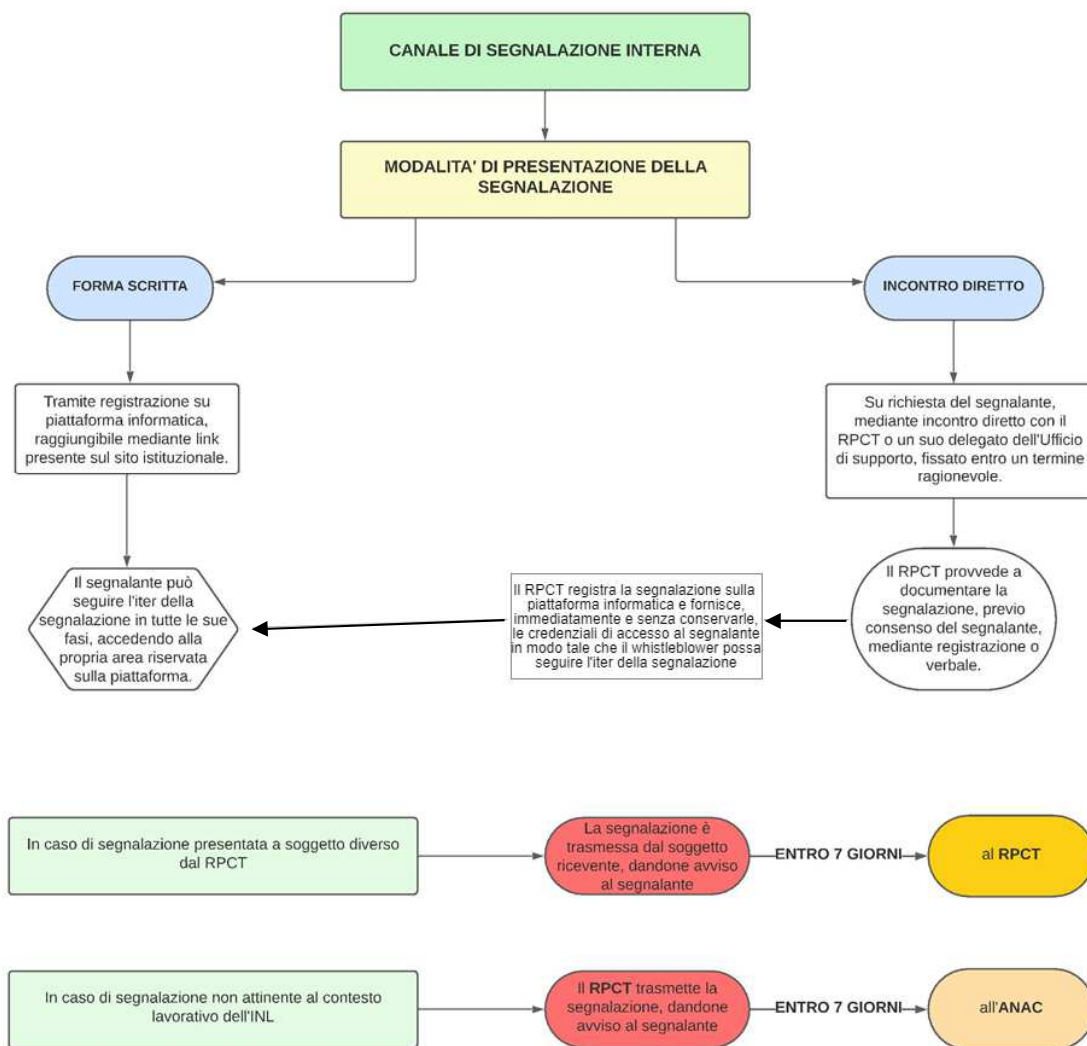 CANALE DI SEGNALAZIONE INTERNA
MODALITA' DI PRESENTAZIONE DELLA
SEGNALAZIONE
FORMA SCRITTA
INCONTRO DIRETTO
Tramite registrazione su
piattaforma informatica,
raggiungibile mediante link
presente sul sito istituzionale.
Su richiesta del segnalante,
mediante incontro diretto con il
RPCT o un suo delegato dell'Ufficio
di supporto, fissato entro un termine
ragionevole.
Il segnalante può
seguire l'iter della
segnalazione in tutte le sue
fasi, accedendo alla
propria area riservata
sulla piattaforma.
Il RPCT registra la segnalazione sulla
piattaforma informatica e fornisce,
immediatamente e senza conservarle,
le credenziali di accesso al segnalante
in modo tale che il whistleblower possa
seguire l'iter della segnalazione
Il RPCT provvede a
documentare la
segnalazione, previo
consenso del segnalante,
mediante registrazione o
verbale.
In caso di segnalazione presentata a soggetto diverso
dal RPCT
La segnalazione è
trasmessa dal soggetto
ricevente, dandone avviso
al segnalante
ENTRO 7 GIORNI
al RPCT
In caso di segnalazione non attinente al contesto
lavorativo dell'INL
Il RPCT trasmette la
segnalazione, dandone
avviso al segnalante
ENTRO 7 GIORNI
all'ANAC